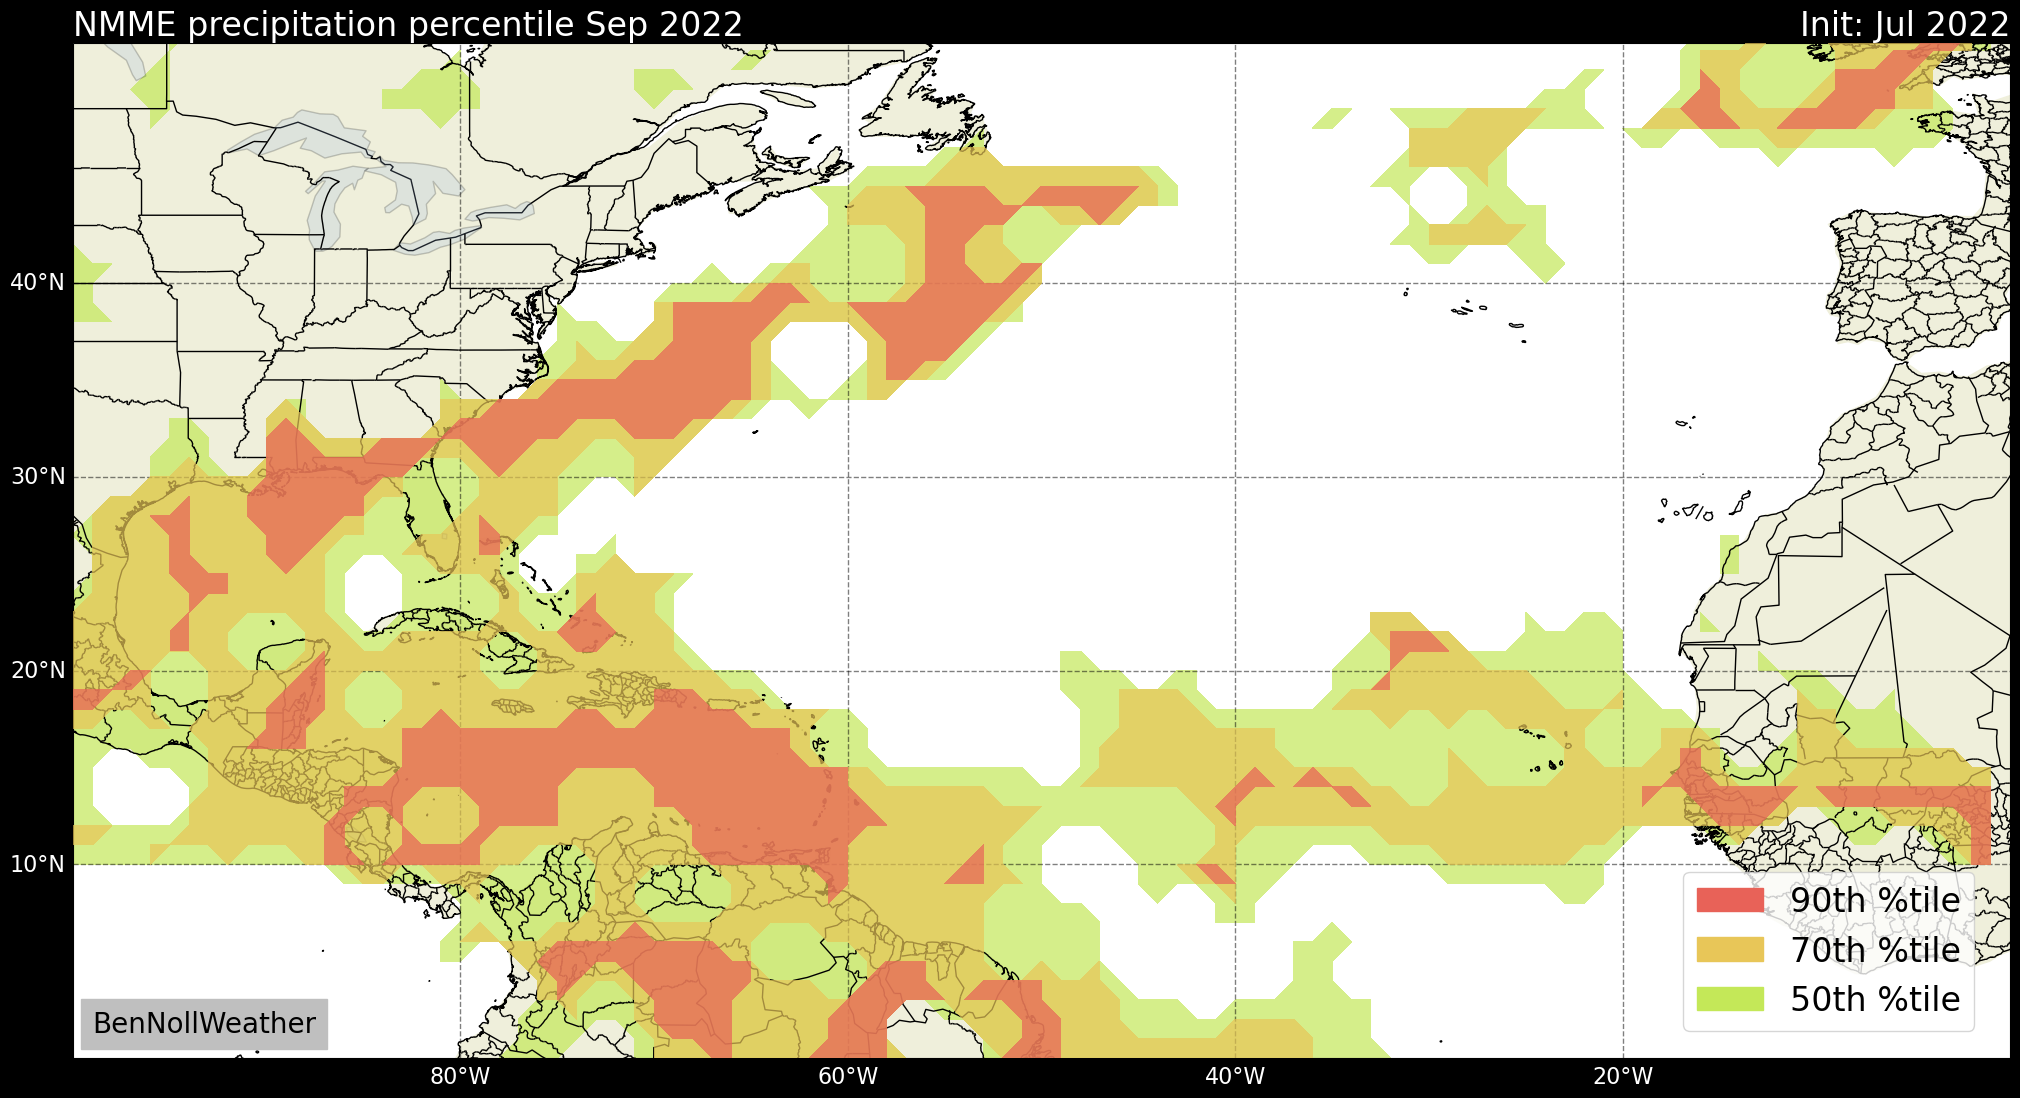 NMME precipitation percentile Sep 2022
Init: Jul 2022
40°N
30°N
20°N
10°N
90th %tile
70th %tile
50th %tile
BenNollWeather
80°W
60°W
40°W
20°W